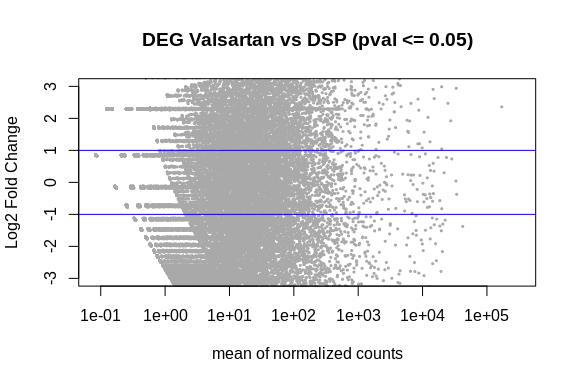 DEG Valsartan vs DSP (pval <= 0.05)
Log2 Fold Change
3
2
1
0
-1
-2
-3
1e-01 1e+00 1e+01 1e+02 1e+03 1e+04 1e+05
mean of normalized counts